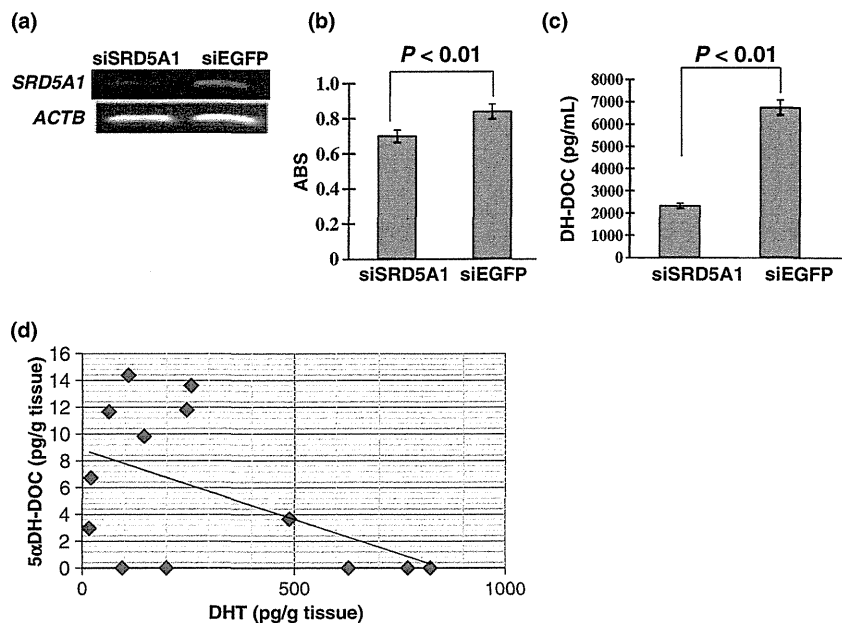 (a)
siSRD5A1 siEGFP
SRD5A1
ACTB
(b)
P < 0.01
1.0
0.8
0.6
0.4
0.2
0
ABS
siSRD5A1 siEGFP
(c)
P < 0.01
8000
7000
6000
5000
4000
3000
2000
1000
0
DH-DOC (pg/mL)
siSRD5A1 siEGFP
(d)
16
14
12
10
8
6
4
2
0
5αDH-DOC (pg/g tissue)
0 500 1000
DHT (pg/g tissue)